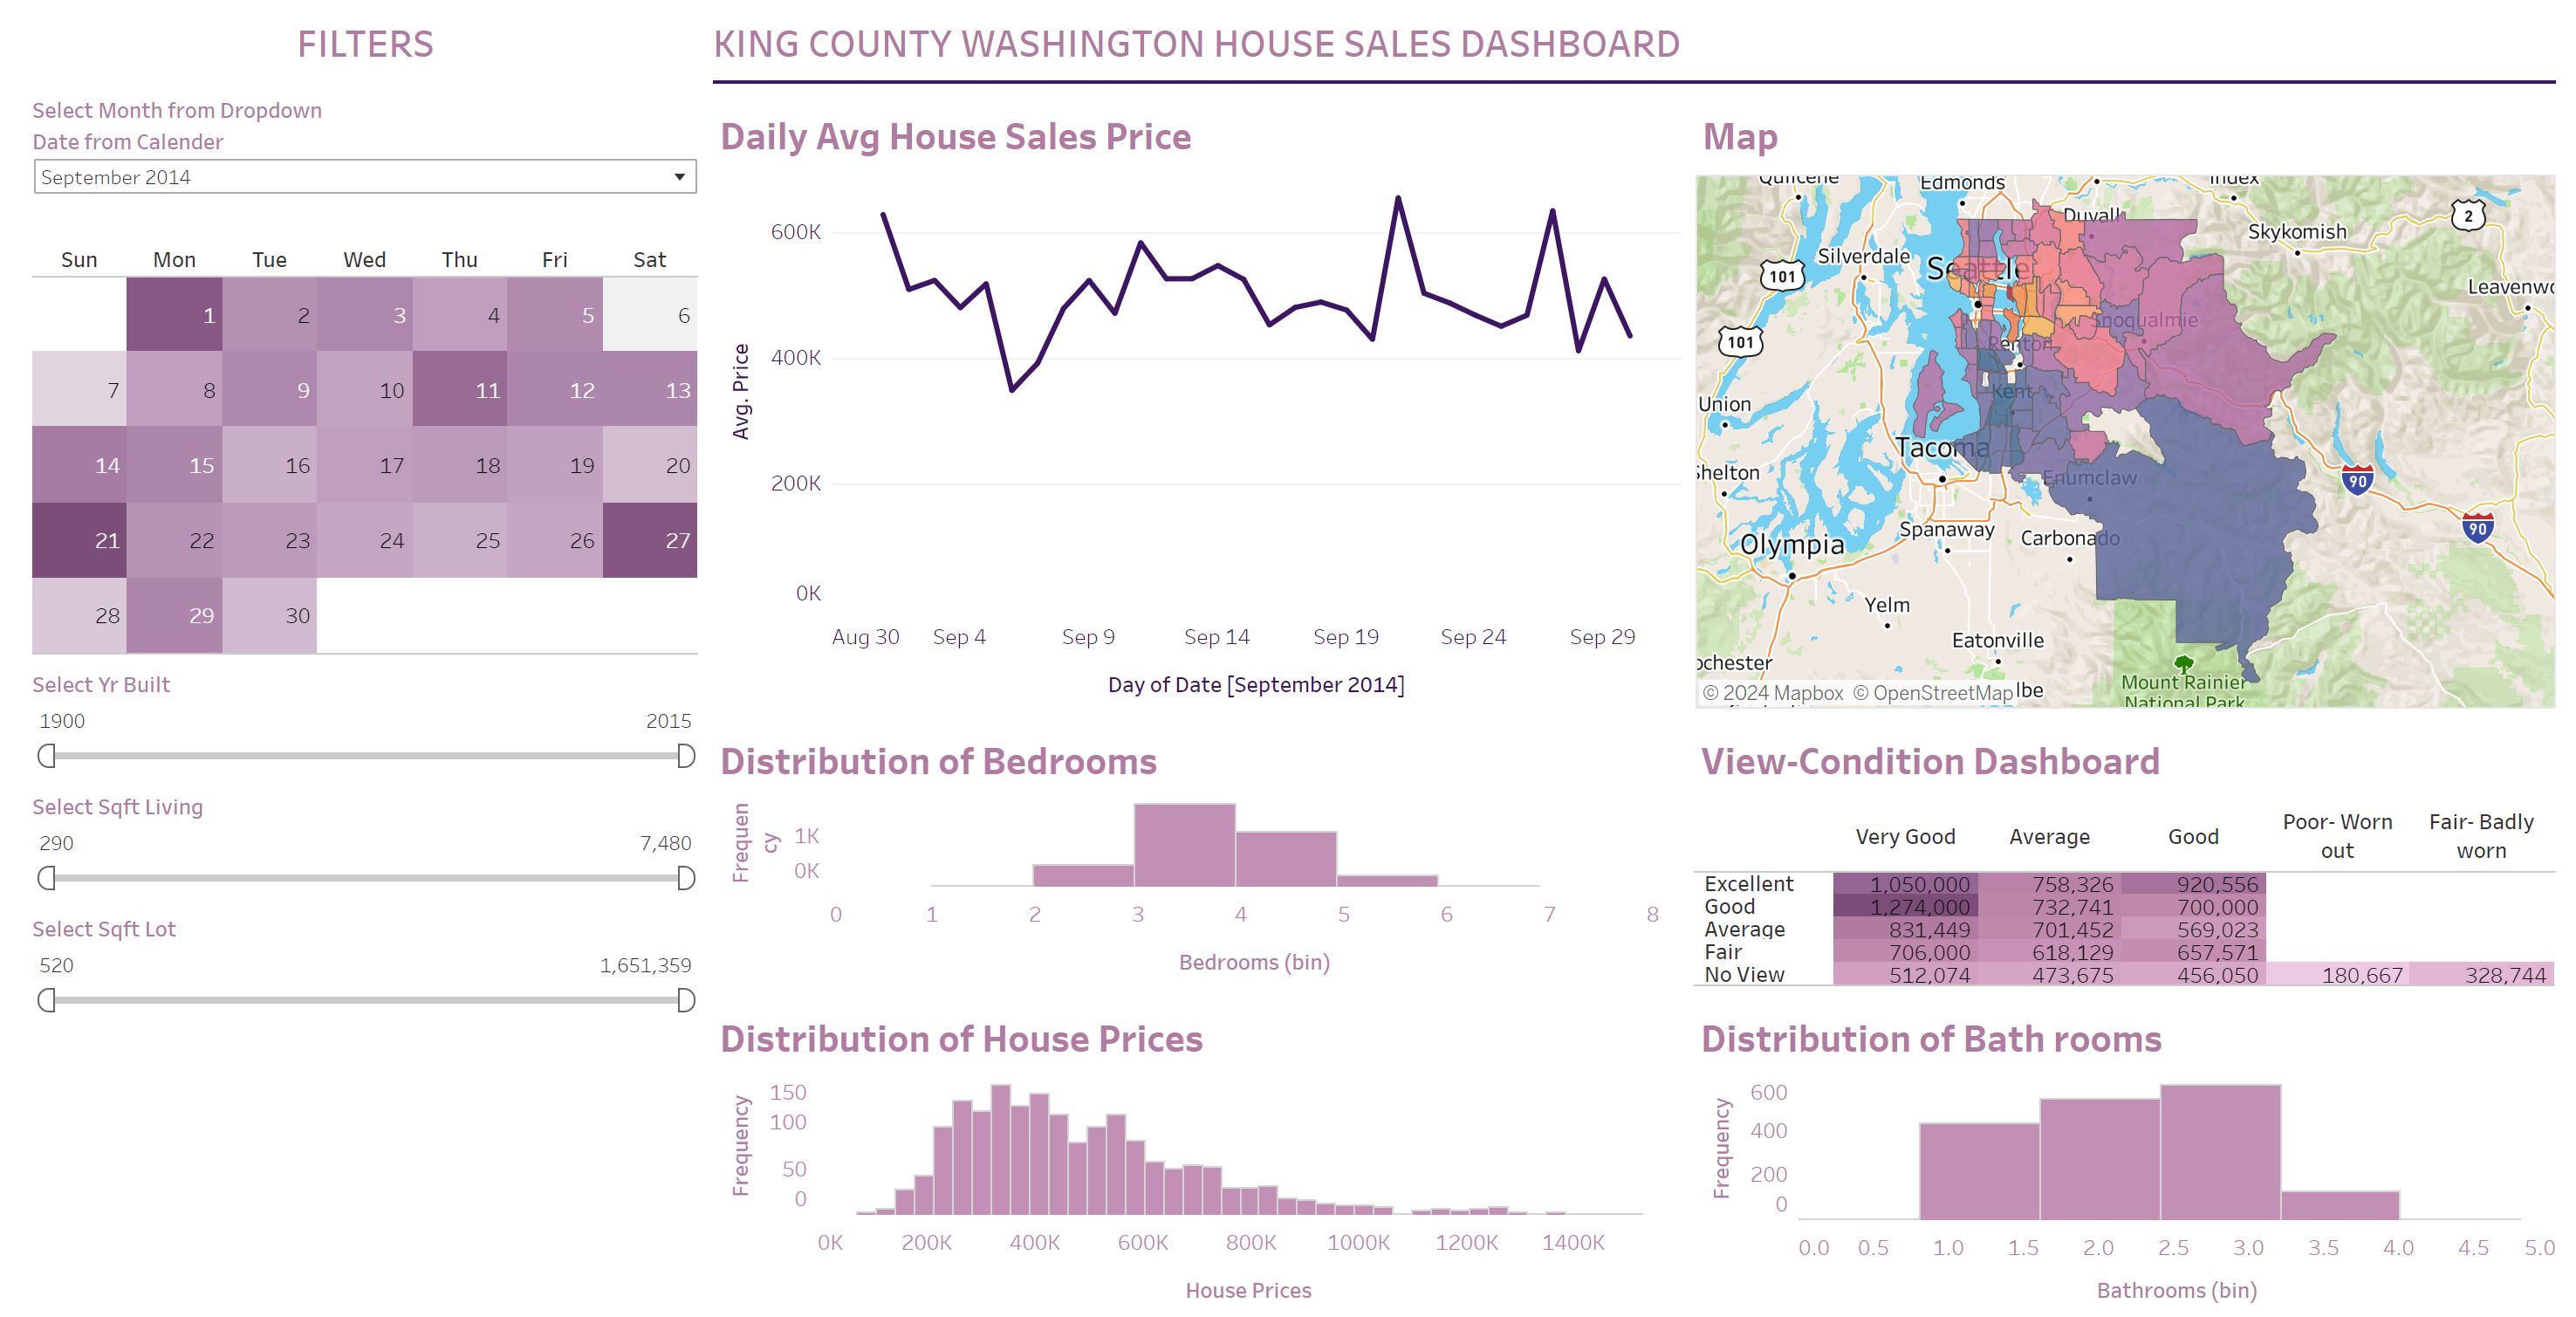 FILTERS
KING COUNTY WASHINGTON HOUSE SALES DASHBOARD
Select Month from Dropdown
Date from Calender
September 2014
Sun Mon Tue Wed Thu Fri Sat
1 2 3 4 5 6
7 8 9 10 11 12 13
14 15 16 17 18 19 20
21 22 23 24 25 26 27
28 29 30
Select Yr Built
1900 2015
Select Sqft Living
290 7,480
Select Sqft Lot
520 1,651,359
Daily Avg House Sales Price
Avg. Price
600K
400K
200K
0K
Aug 30 Sep 4 Sep 9 Sep 14 Sep 19 Sep 24 Sep 29
Day of Date [September 2014]
Map
Quilcene
Edmonds
Index
Duvall
2
Skykomish
Silverdale
101
Seattle
Leavenwo
Snoqualmie
101
Renton
Kent
Union
Tacoma
Shelton
Enumclaw
90
Spanaway
Carbonado
90
Olympia
Yelm
Eatonville
ochester
Mount Rainier
National Park
© 2024 Mapbox © OpenStreetMap
lbe
Distribution of Bedrooms
Frequen
cy
1K
0K
0 1 2 3 4 5 6 7 8
Bedrooms (bin)
View-Condition Dashboard
Very Good Average Good Poor- Worn out Fair- Badly worn
Excellent 1,050,000 758,326 920,556
Good 1,274,000 732,741 700,000
Average 831,449 701,452 569,023
Fair 706,000 618,129 657,571
No View 512,074 473,675 456,050 180,667 328,744
Distribution of House Prices
Frequency
150
100
50
0
0K 200K 400K 600K 800K 1000K 1200K 1400K
House Prices
Distribution of Bath rooms
Frequency
600
400
200
0
0.0 0.5 1.0 1.5 2.0 2.5 3.0 3.5 4.0 4.5 5.0
Bathrooms (bin)